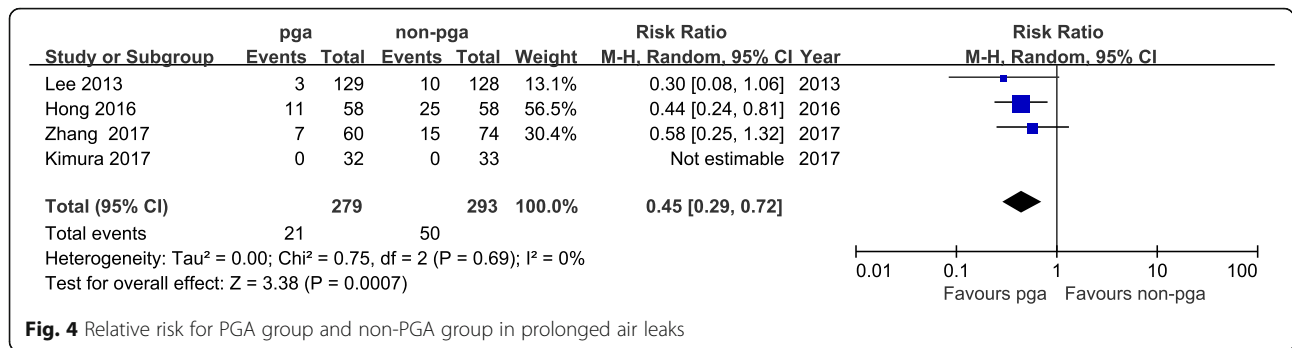 pga non-pga Risk Ratio Risk Ratio
Study or Subgroup Events Total Events Total Weight M-H, Random, 95% CI Year M-H, Random, 95% CI
Lee 2013 3 129 10 128 13.1% 0.30 [0.08, 1.06] 2013
Hong 2016 11 58 25 58 56.5% 0.44 [0.24, 0.81] 2016
Zhang 2017 7 60 15 74 30.4% 0.58 [0.25, 1.32] 2017
Kimura 2017 0 32 0 33 Not estimable 2017
Total (95% CI) 279 293 100.0% 0.45 [0.29, 0.72]
Total events 21 50
Heterogeneity: Tau² = 0.00; Chi² = 0.75, df = 2 (P = 0.69); I² = 0%
Test for overall effect: Z = 3.38 (P = 0.0007)
0.01 0.1 1 10 100
Favours pga Favours non-pga
Fig. 4 Relative risk for PGA group and non-PGA group in prolonged air leaks